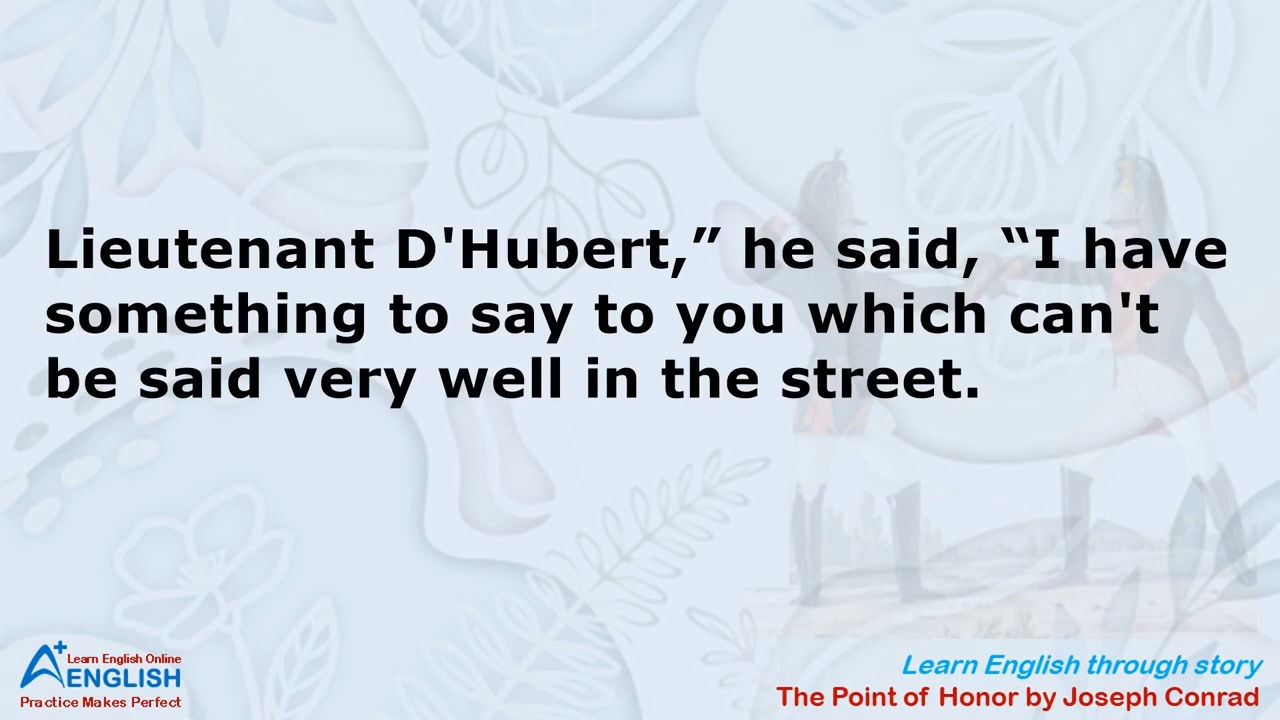 Lieutenant D'Hubert,” he said, “I have
something to say to you which can't
be said very well in the street.
A+ Learn English Online
ENGLISH
Practice Makes Perfect
Learn English through story
The Point of Honor by Joseph Conrad